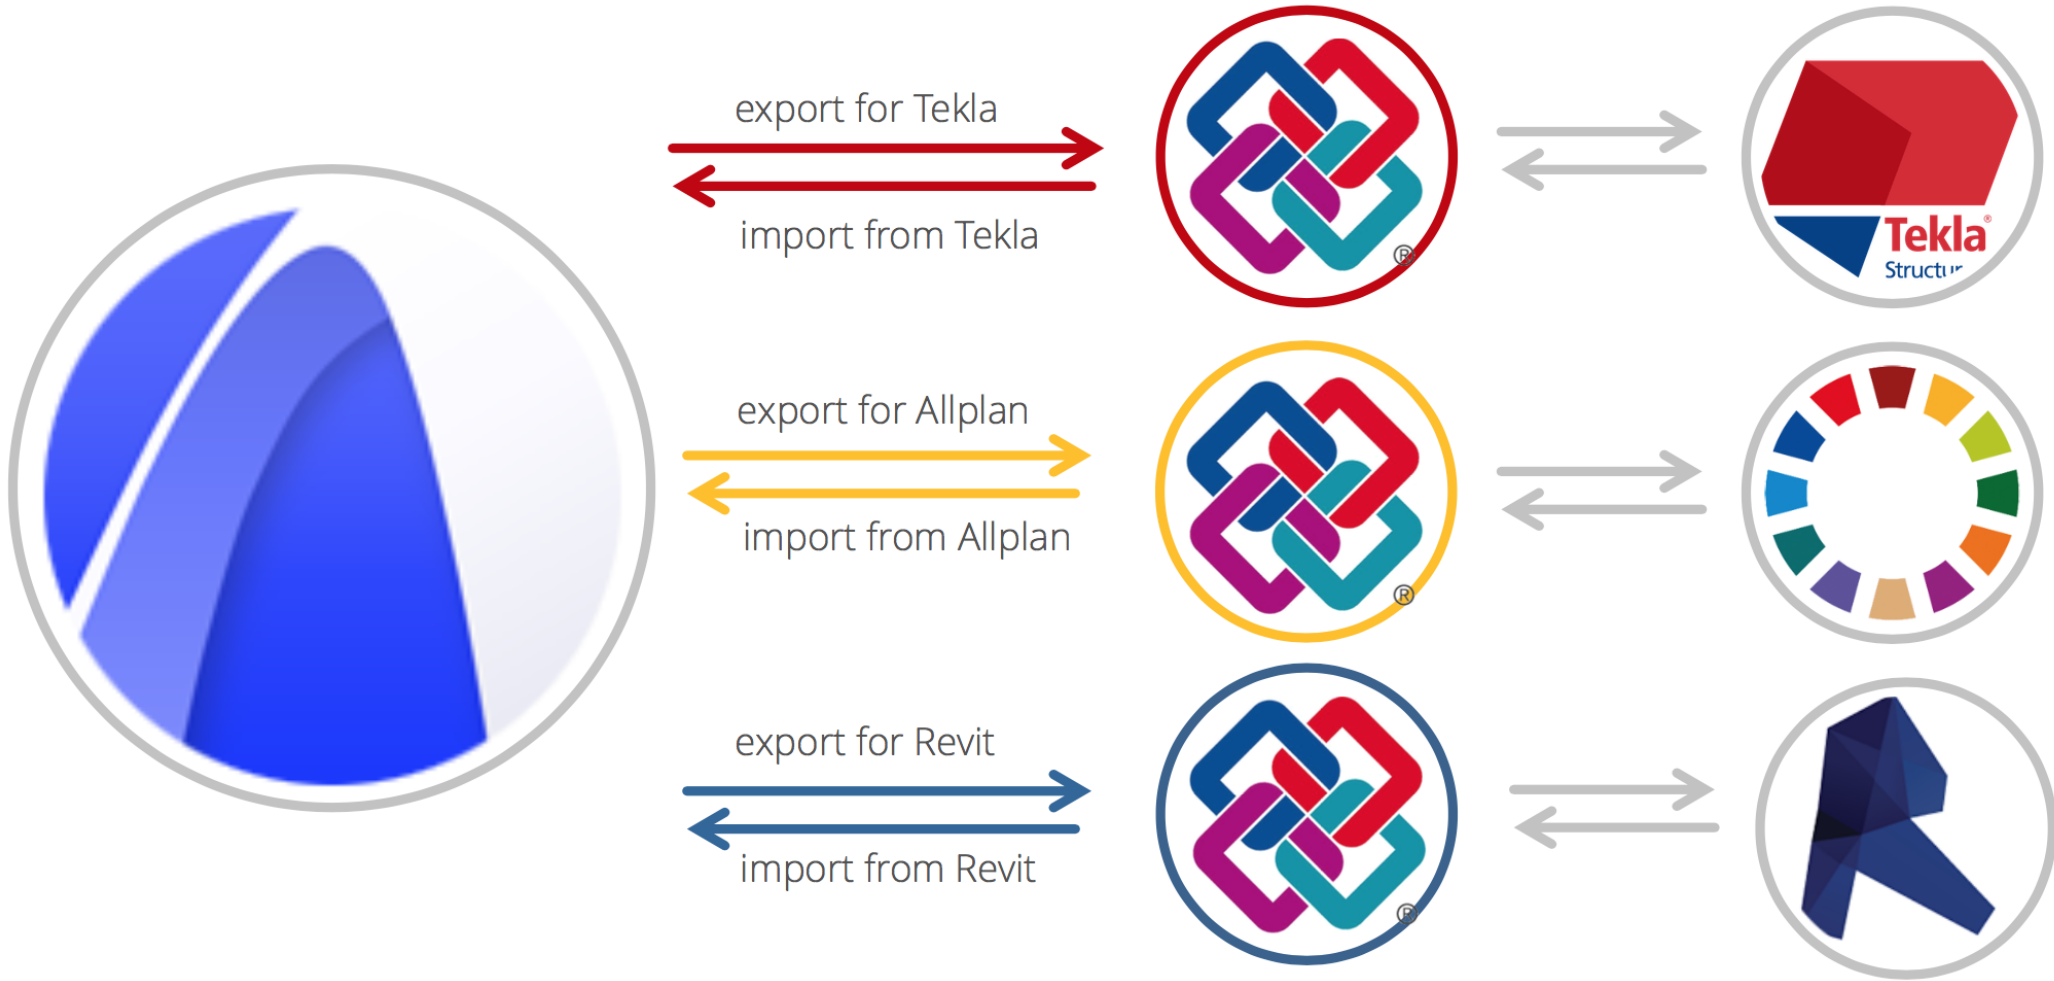 export for Tekla
import from Tekla
®
Tekla®
Structur
export for Allplan
import from Allplan
®
export for Revit
import from Revit
®